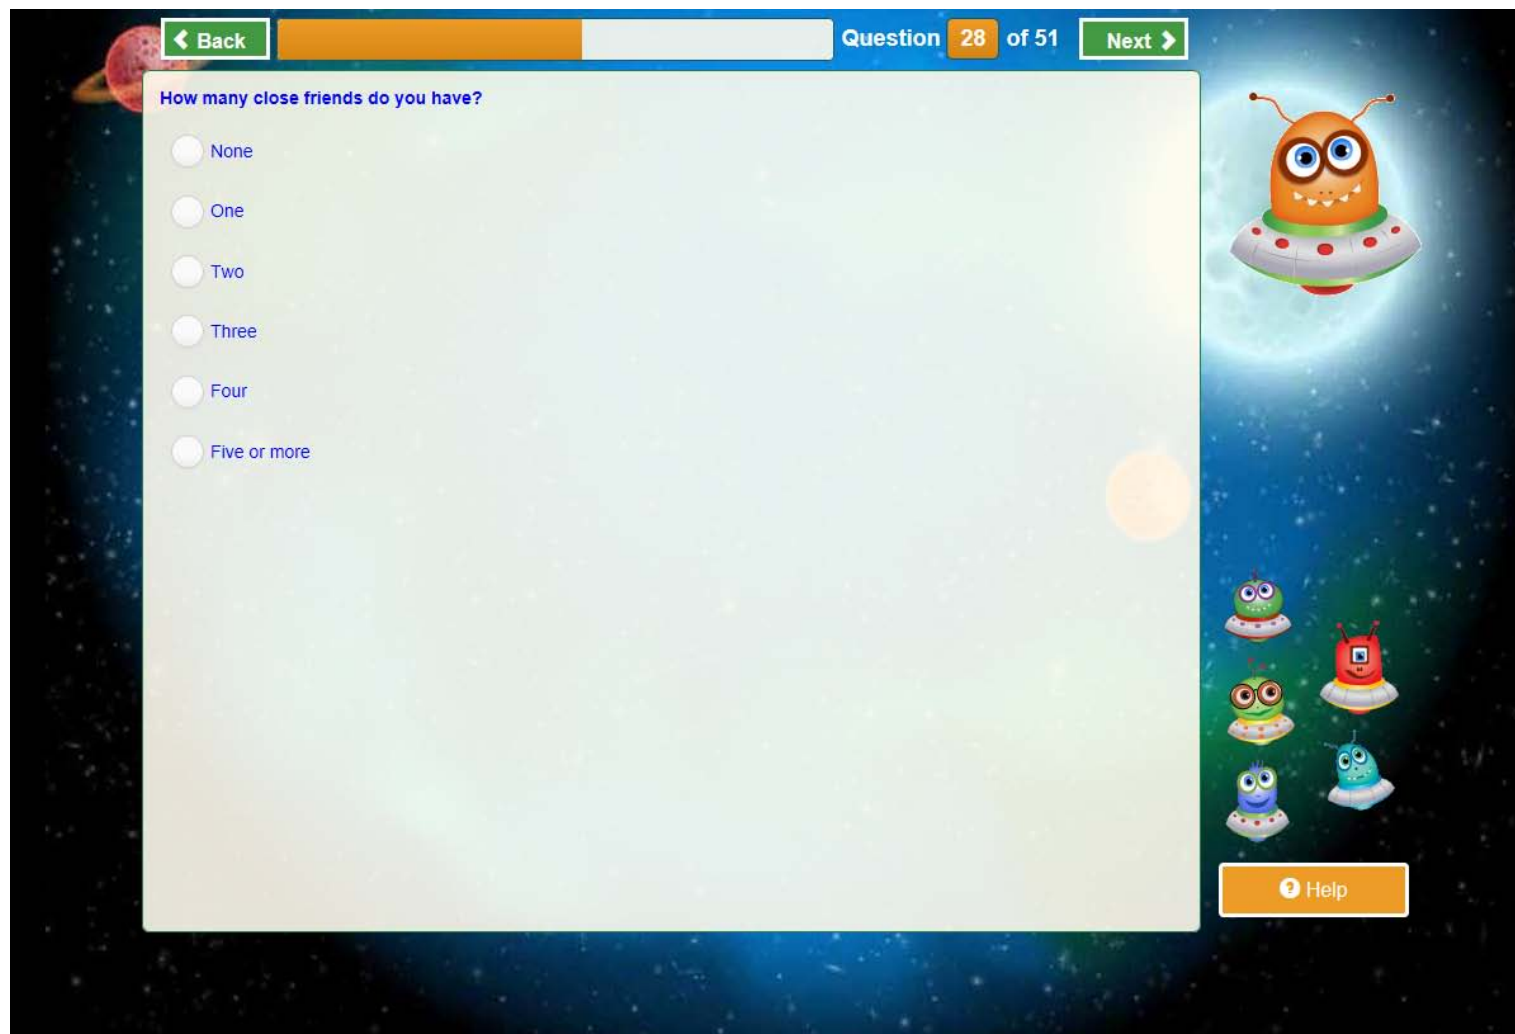 Back
Question 28 of 51
Next
How many close friends do you have?
None
One
Two
Three
Four
Five or more
Help